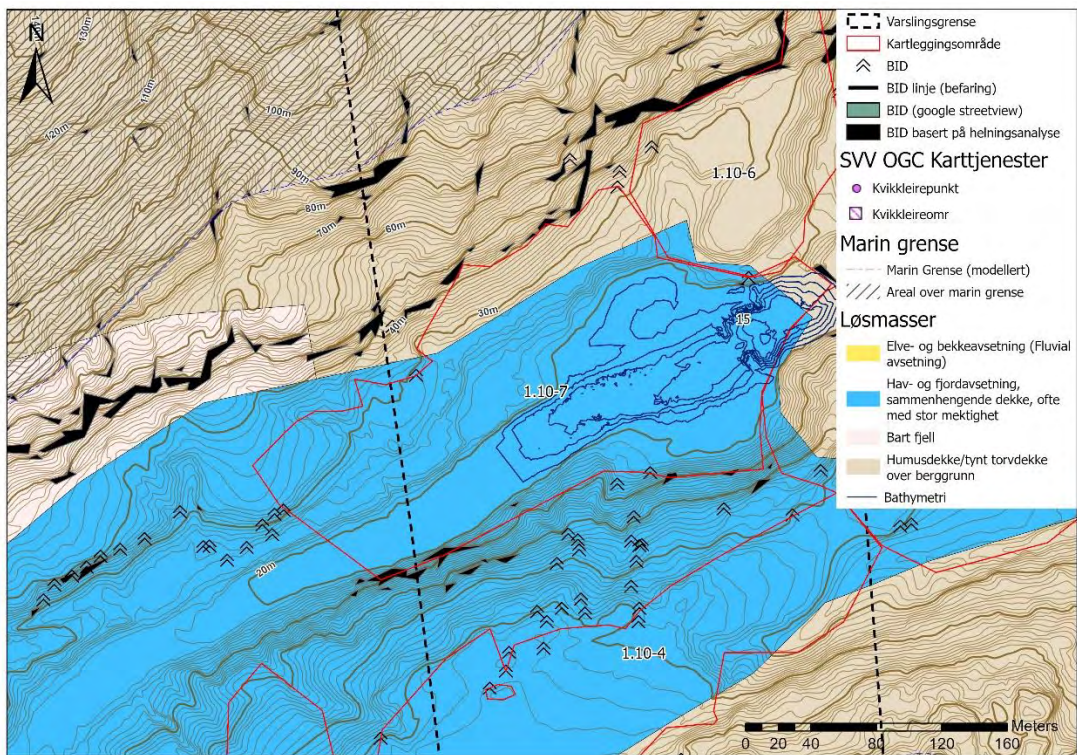 N
130m
110m
120m
100m
90m
80m
70m
60m
40m
30m
20m
15
1.10-6
1.10-7
1.10-4
Varslingsgrense
Kartleggingsområde
BID
BID linje (befaring)
BID (google streetview)
BID basert på helningsanalyse
SVV OGC Karttjenester
Kvikkleirepunkt
Kvikkleireomr
Marin grense
Marin Grense (modellert)
Areal over marin grense
Løsmasser
Elve- og bekkeavsetning (Fluvial
avsetning)
Hav- og fjordavsetning,
sammenhengende dekke, ofte
med stor mektighet
Bart fjell
Humusdekke/tynt torvdekke
over berggrunn
Bathymetri
Meters
0 20 40 80 120 160